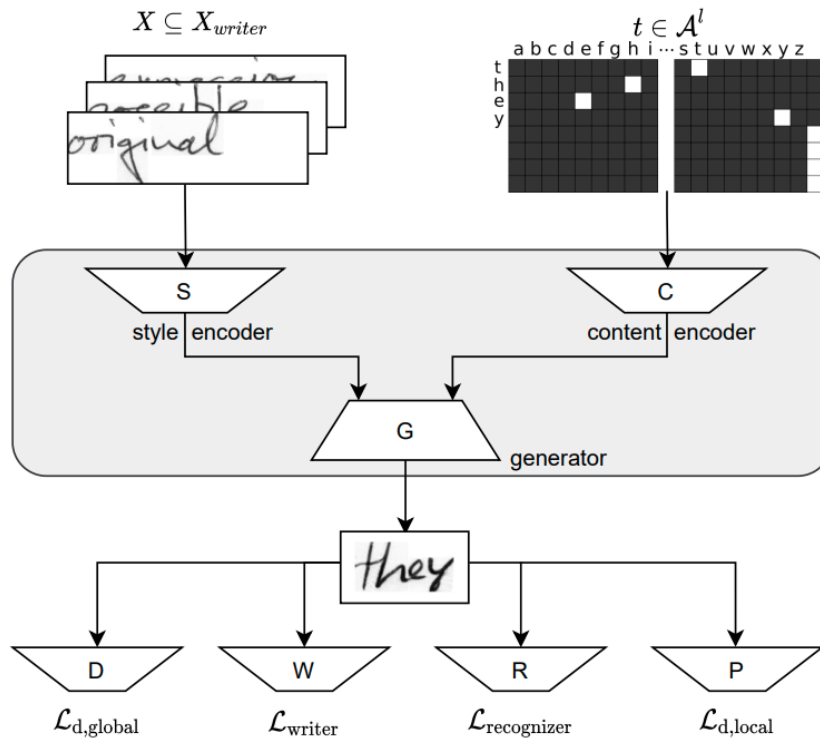 X ⊆ X_writer
t ∈ A^l
a b c d e f g h i ... s t u v w x y z
t
h
e
y
possible
original
S
C
style encoder
content encoder
G
generator
they
D
W
R
P
L_d,global
L_writer
L_recognizer
L_d,local